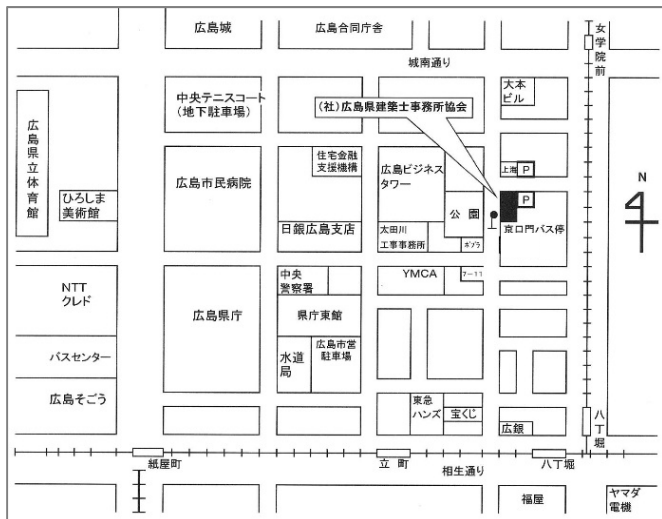 広島城
広島合同庁舎
女学院前
城南通り
大本
ビル
中央テニスコート
(地下駐車場)
(社)広島県建築士事務所協会
広島県立体育館
住宅金融
支援機構
広島ビジネス
タワー
上海
P
広島市民病院
ひろしま
美術館
N
P
公園
日銀広島支店
太田川
工事事務所
ポプラ
京口門バス停
NTT
クレド
中央
警察署
YMCA
7-11
広島県庁
県庁東館
バスセンター
水道局
広島市営
駐車場
広島そごう
東急
ハンズ
宝くじ
広銀
八丁堀
紙屋町
立町
八丁堀
相生通り
福屋
ヤマダ
電機